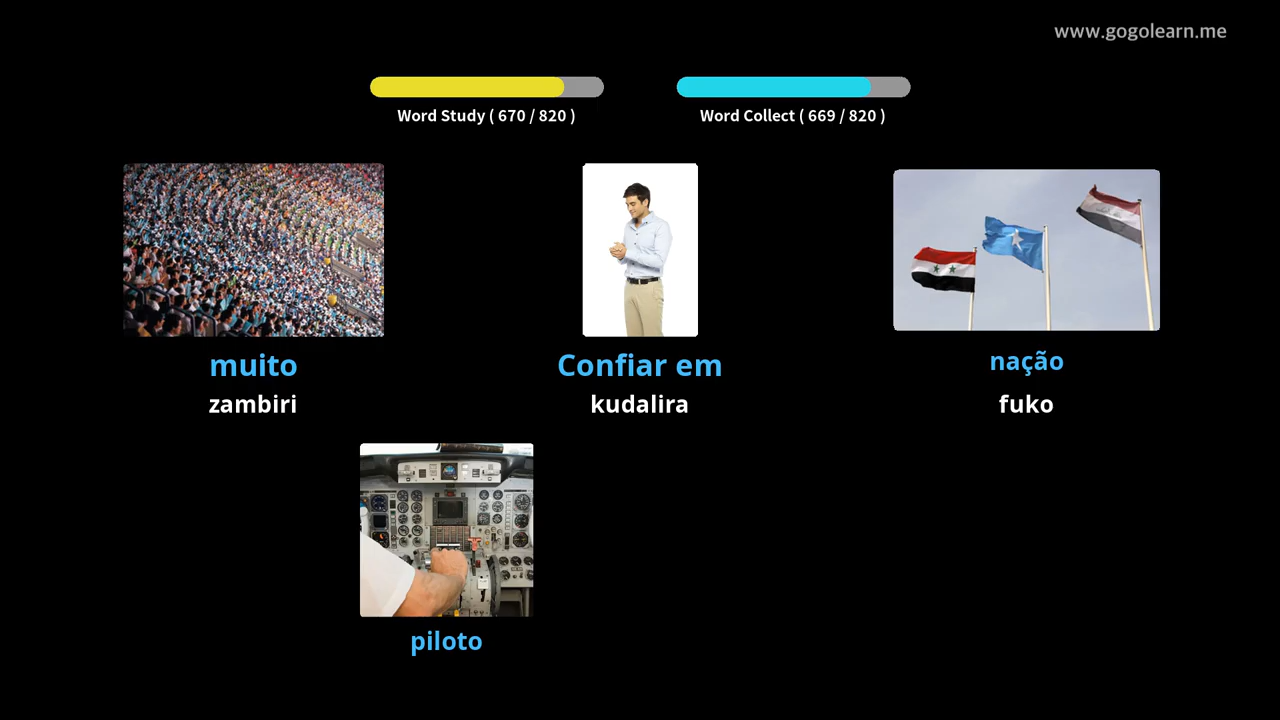 www.gogolearn.me
Word Study ( 670 / 820 )
Word Collect ( 669 / 820 )
muito
Confiar em
nação
zambiri
kudalira
fuko
piloto